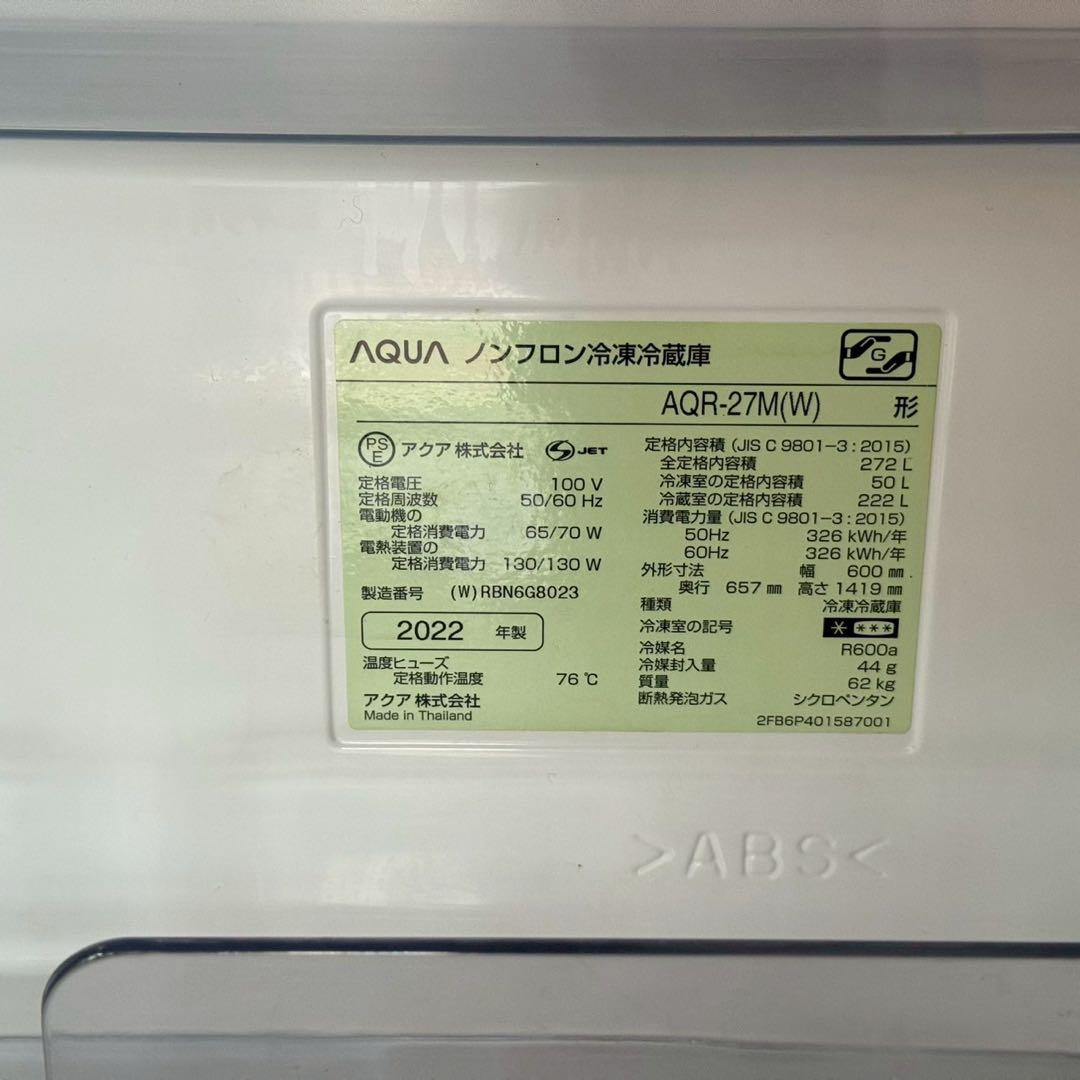 AQUA ノンフロン冷凍冷蔵庫
G
AQR-27M(W) 形
PS
E
アクア 株式会社
S JET
定格電圧 100 V
定格周波数 50/60 Hz
電動機の
定格消費電力 65/70 W
電熱装置の
定格消費電力 130/130 W
製造番号 (W) RBN6G8023
2022 年製
温度ヒューズ
定格動作温度 76 ℃
アクア 株式会社
Made in Thailand
定格内容積 (JIS C 9801-3 : 2015)
全定格内容積 272 L
冷凍室の定格内容積 50 L
冷蔵室の定格内容積 222 L
消費電力量 (JIS C 9801-3 : 2015)
50Hz 326 kWh/年
60Hz 326 kWh/年
外形寸法 幅 600 mm
奥行 657 mm 高さ 1419 mm
種類 冷凍冷蔵庫
冷凍室の記号 * ***
冷媒名 R600a
冷媒封入量 44 g
質量 62 kg
断熱発泡ガス シクロペンタン
2FB6P401587001
>ABS<